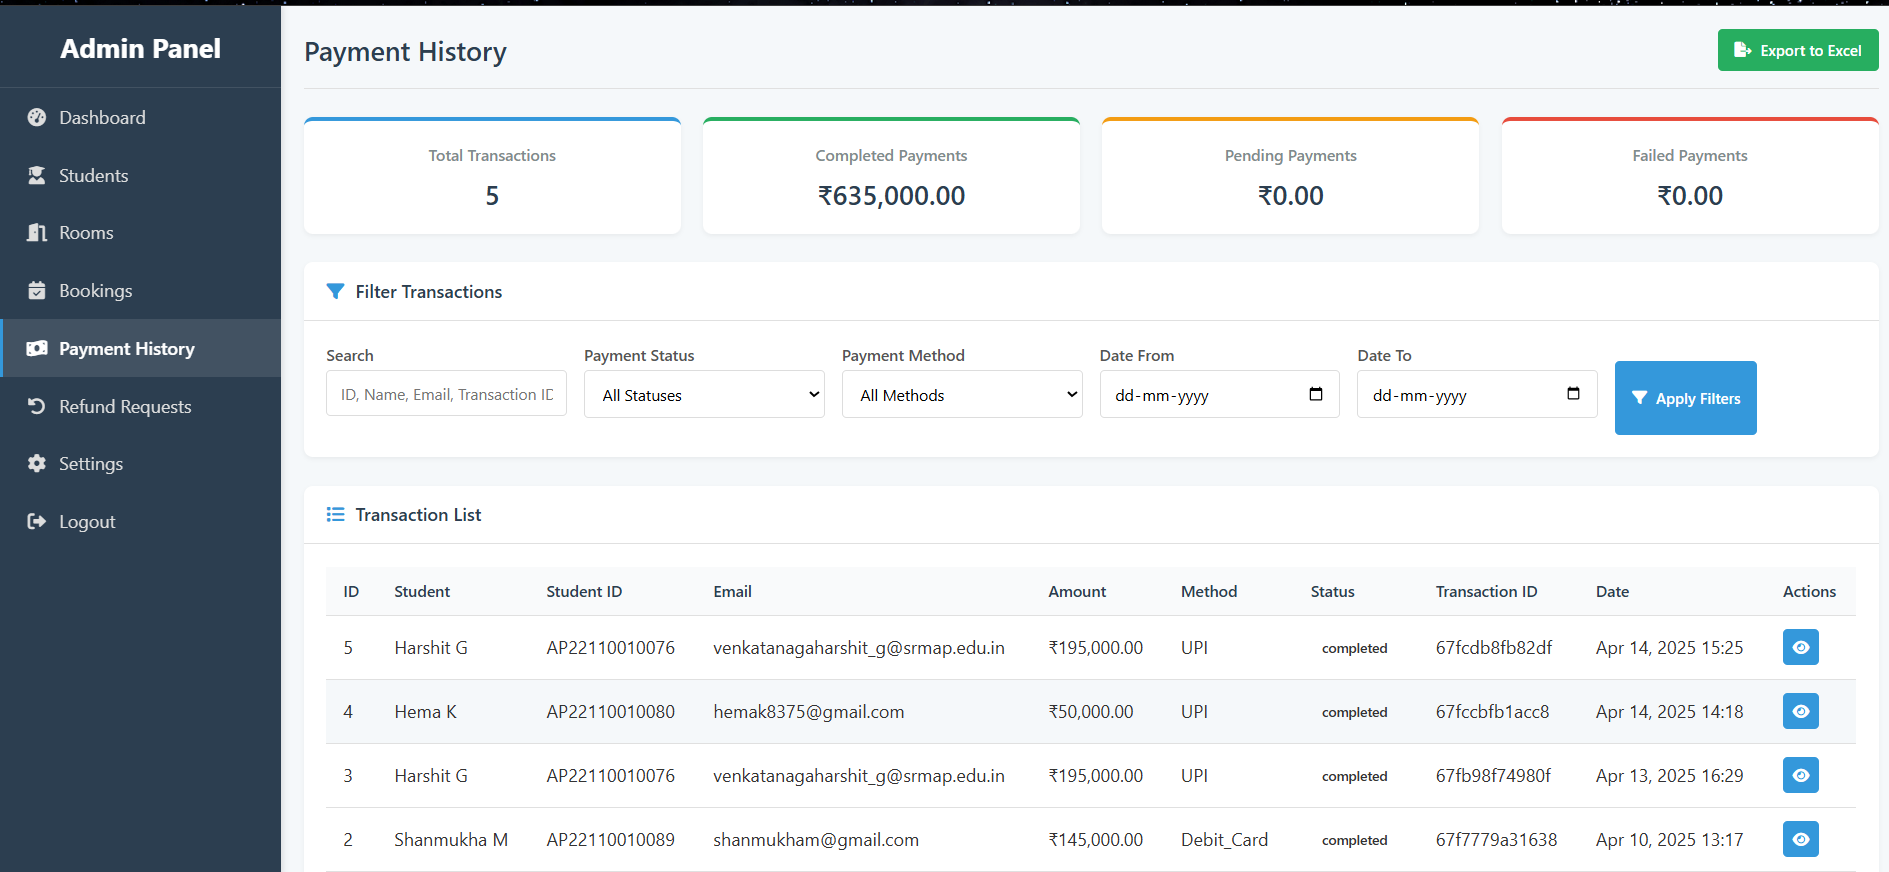 Admin Panel
Dashboard
Students
Rooms
Bookings
Payment History
Refund Requests
Settings
Logout
Payment History
Export to Excel
Total Transactions
5
Completed Payments
₹635,000.00
Pending Payments
₹0.00
Failed Payments
₹0.00
Filter Transactions
Search
ID, Name, Email, Transaction ID
Payment Status
All Statuses
Payment Method
All Methods
Date From
dd-mm-yyyy
Date To
dd-mm-yyyy
Apply Filters
Transaction List
ID Student Student ID Email Amount Method Status Transaction ID Date Actions
5 Harshit G AP22110010076 venkatanagaharshit_g@srmap.edu.in ₹195,000.00 UPI completed 67fcdb8fb82df Apr 14, 2025 15:25
4 Hema K AP22110010080 hemak8375@gmail.com ₹50,000.00 UPI completed 67fccbfb1acc8 Apr 14, 2025 14:18
3 Harshit G AP22110010076 venkatanagaharshit_g@srmap.edu.in ₹195,000.00 UPI completed 67fb98f74980f Apr 13, 2025 16:29
2 Shanmukha M AP22110010089 shanmukham@gmail.com ₹145,000.00 Debit_Card completed 67f7779a31638 Apr 10, 2025 13:17